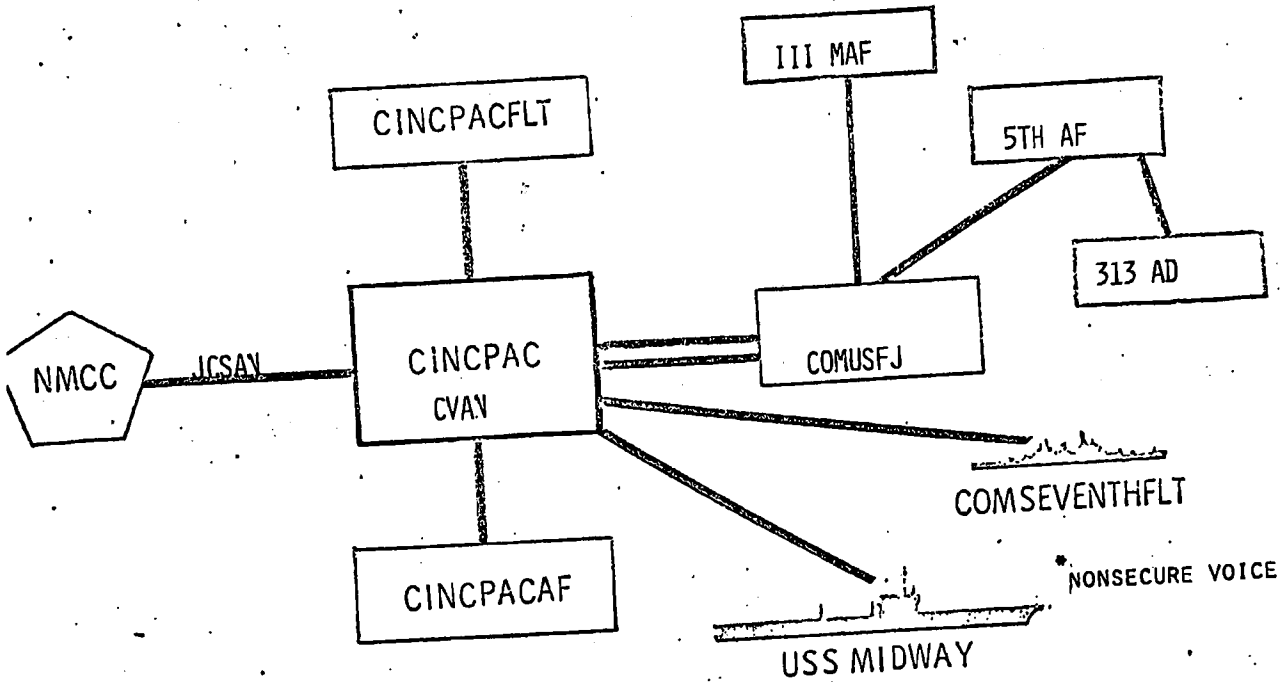 III MAF
CINCPACFLT
5TH AF
313 AD
NMCC
JCSAN
CINCPAC
CVAN
COMUSFJ
COMSEVENTHFLT
CINCPACAF
*NONSECURE VOICE
USS MIDWAY